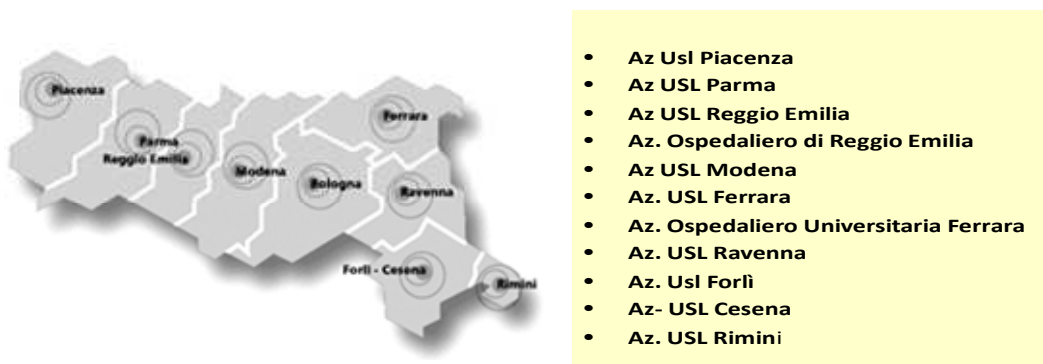 Piacenza
Parma
Reggio Emilia
Modena
Bologna
Ferrara
Ravenna
Forlì - Cesena
Rimini
• Az Usl Piacenza
• Az USL Parma
• Az USL Reggio Emilia
• Az. Ospedaliero di Reggio Emilia
• Az USL Modena
• Az. USL Ferrara
• Az. Ospedaliero Universitaria Ferrara
• Az. USL Ravenna
• Az. Usl Forlì
• Az- USL Cesena
• Az. USL Rimini